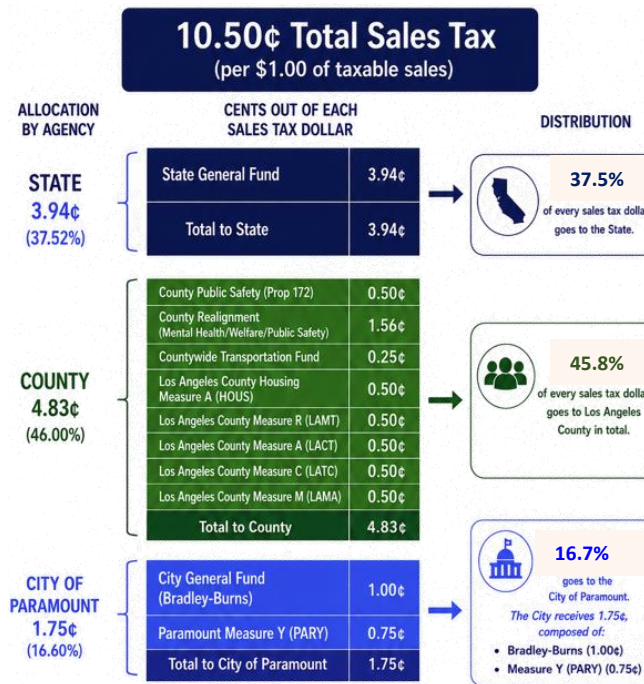 10.50¢ Total Sales Tax
(per $1.00 of taxable sales)
ALLOCATION
BY AGENCY
CENTS OUT OF EACH
SALES TAX DOLLAR
DISTRIBUTION
STATE
3.94¢
(37.52%)
State General Fund 3.94¢
Total to State 3.94¢
37.5%
of every sales tax dolla
goes to the State.
COUNTY
4.83¢
(46.00%)
County Public Safety (Prop 172) 0.50¢
County Realignment
(Mental Health/Welfare/Public Safety) 1.56¢
Countywide Transportation Fund 0.25¢
Los Angeles County Housing
Measure A (HOUS) 0.50¢
Los Angeles County Measure R (LAMT) 0.50¢
Los Angeles County Measure A (LACT) 0.50¢
Los Angeles County Measure C (LATC) 0.50¢
Los Angeles County Measure M (LAMA) 0.50¢
Total to County 4.83¢
45.8%
of every sales tax dolla
goes to Los Angeles
County in total.
CITY OF
PARAMOUNT
1.75¢
(16.60%)
City General Fund
(Bradley-Burns) 1.00¢
Paramount Measure Y (PARY) 0.75¢
Total to City of Paramount 1.75¢
16.7%
goes to the
City of Paramount.
The City receives 1.75¢,
composed of:
• Bradley-Burns (1.00¢)
• Measure Y (PARY) (0.75¢)